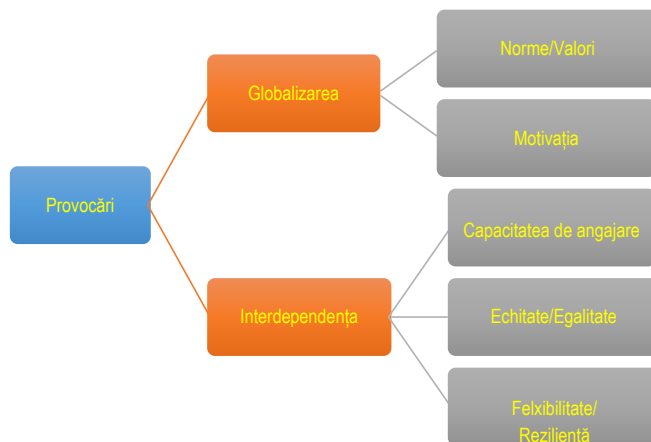 Provocări
Globalizarea
Norme/Valori
Motivația
Interdependența
Capacitatea de angajare
Echitate/Egalitate
Felxibilitate/
Reziliență